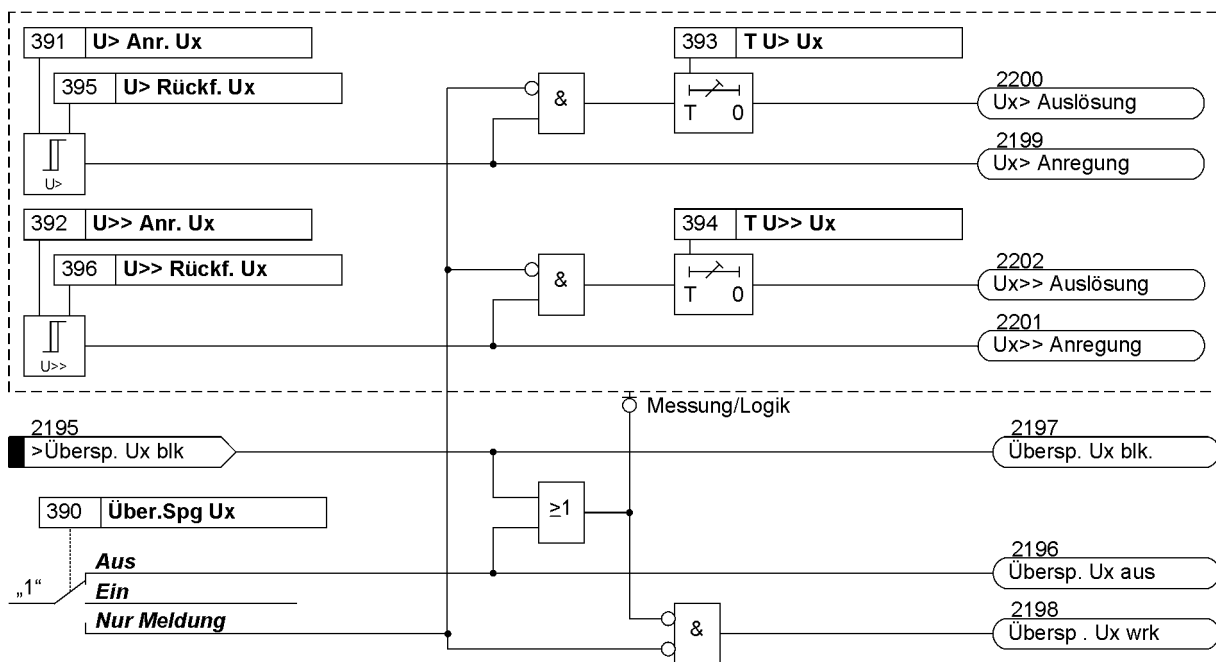 391 U> Anr. Ux
393 T U> Ux
395 U> Rückf. Ux
&
T 0
2200
Ux> Auslösung
U>
2199
Ux> Anregung
392 U>> Anr. Ux
394 T U>> Ux
396 U>> Rückf. Ux
&
T 0
2202
Ux>> Auslösung
U>>
2201
Ux>> Anregung
Messung/Logik
2195
>Übersp. Ux blk
2197
Übersp. Ux blk.
390 Über.Spg Ux
≥1
„1“
Aus
Ein
Nur Meldung
2196
Übersp. Ux aus
&
2198
Übersp . Ux wrk